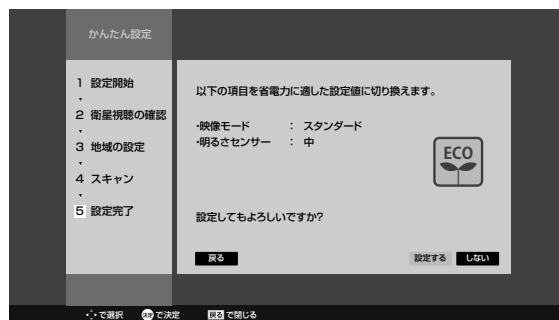 かんたん設定
1 設定開始
2 衛星視聴の確認
3 地域の設定
4 スキャン
5 設定完了
以下の項目を省電力に適した設定値に切り換えます。
・映像モード : スタンダード
・明るさセンサー : 中
ECO
設定してもよろしいですか?
戻る 設定する しない
で選択 決定 で決定 戻る で閉じる